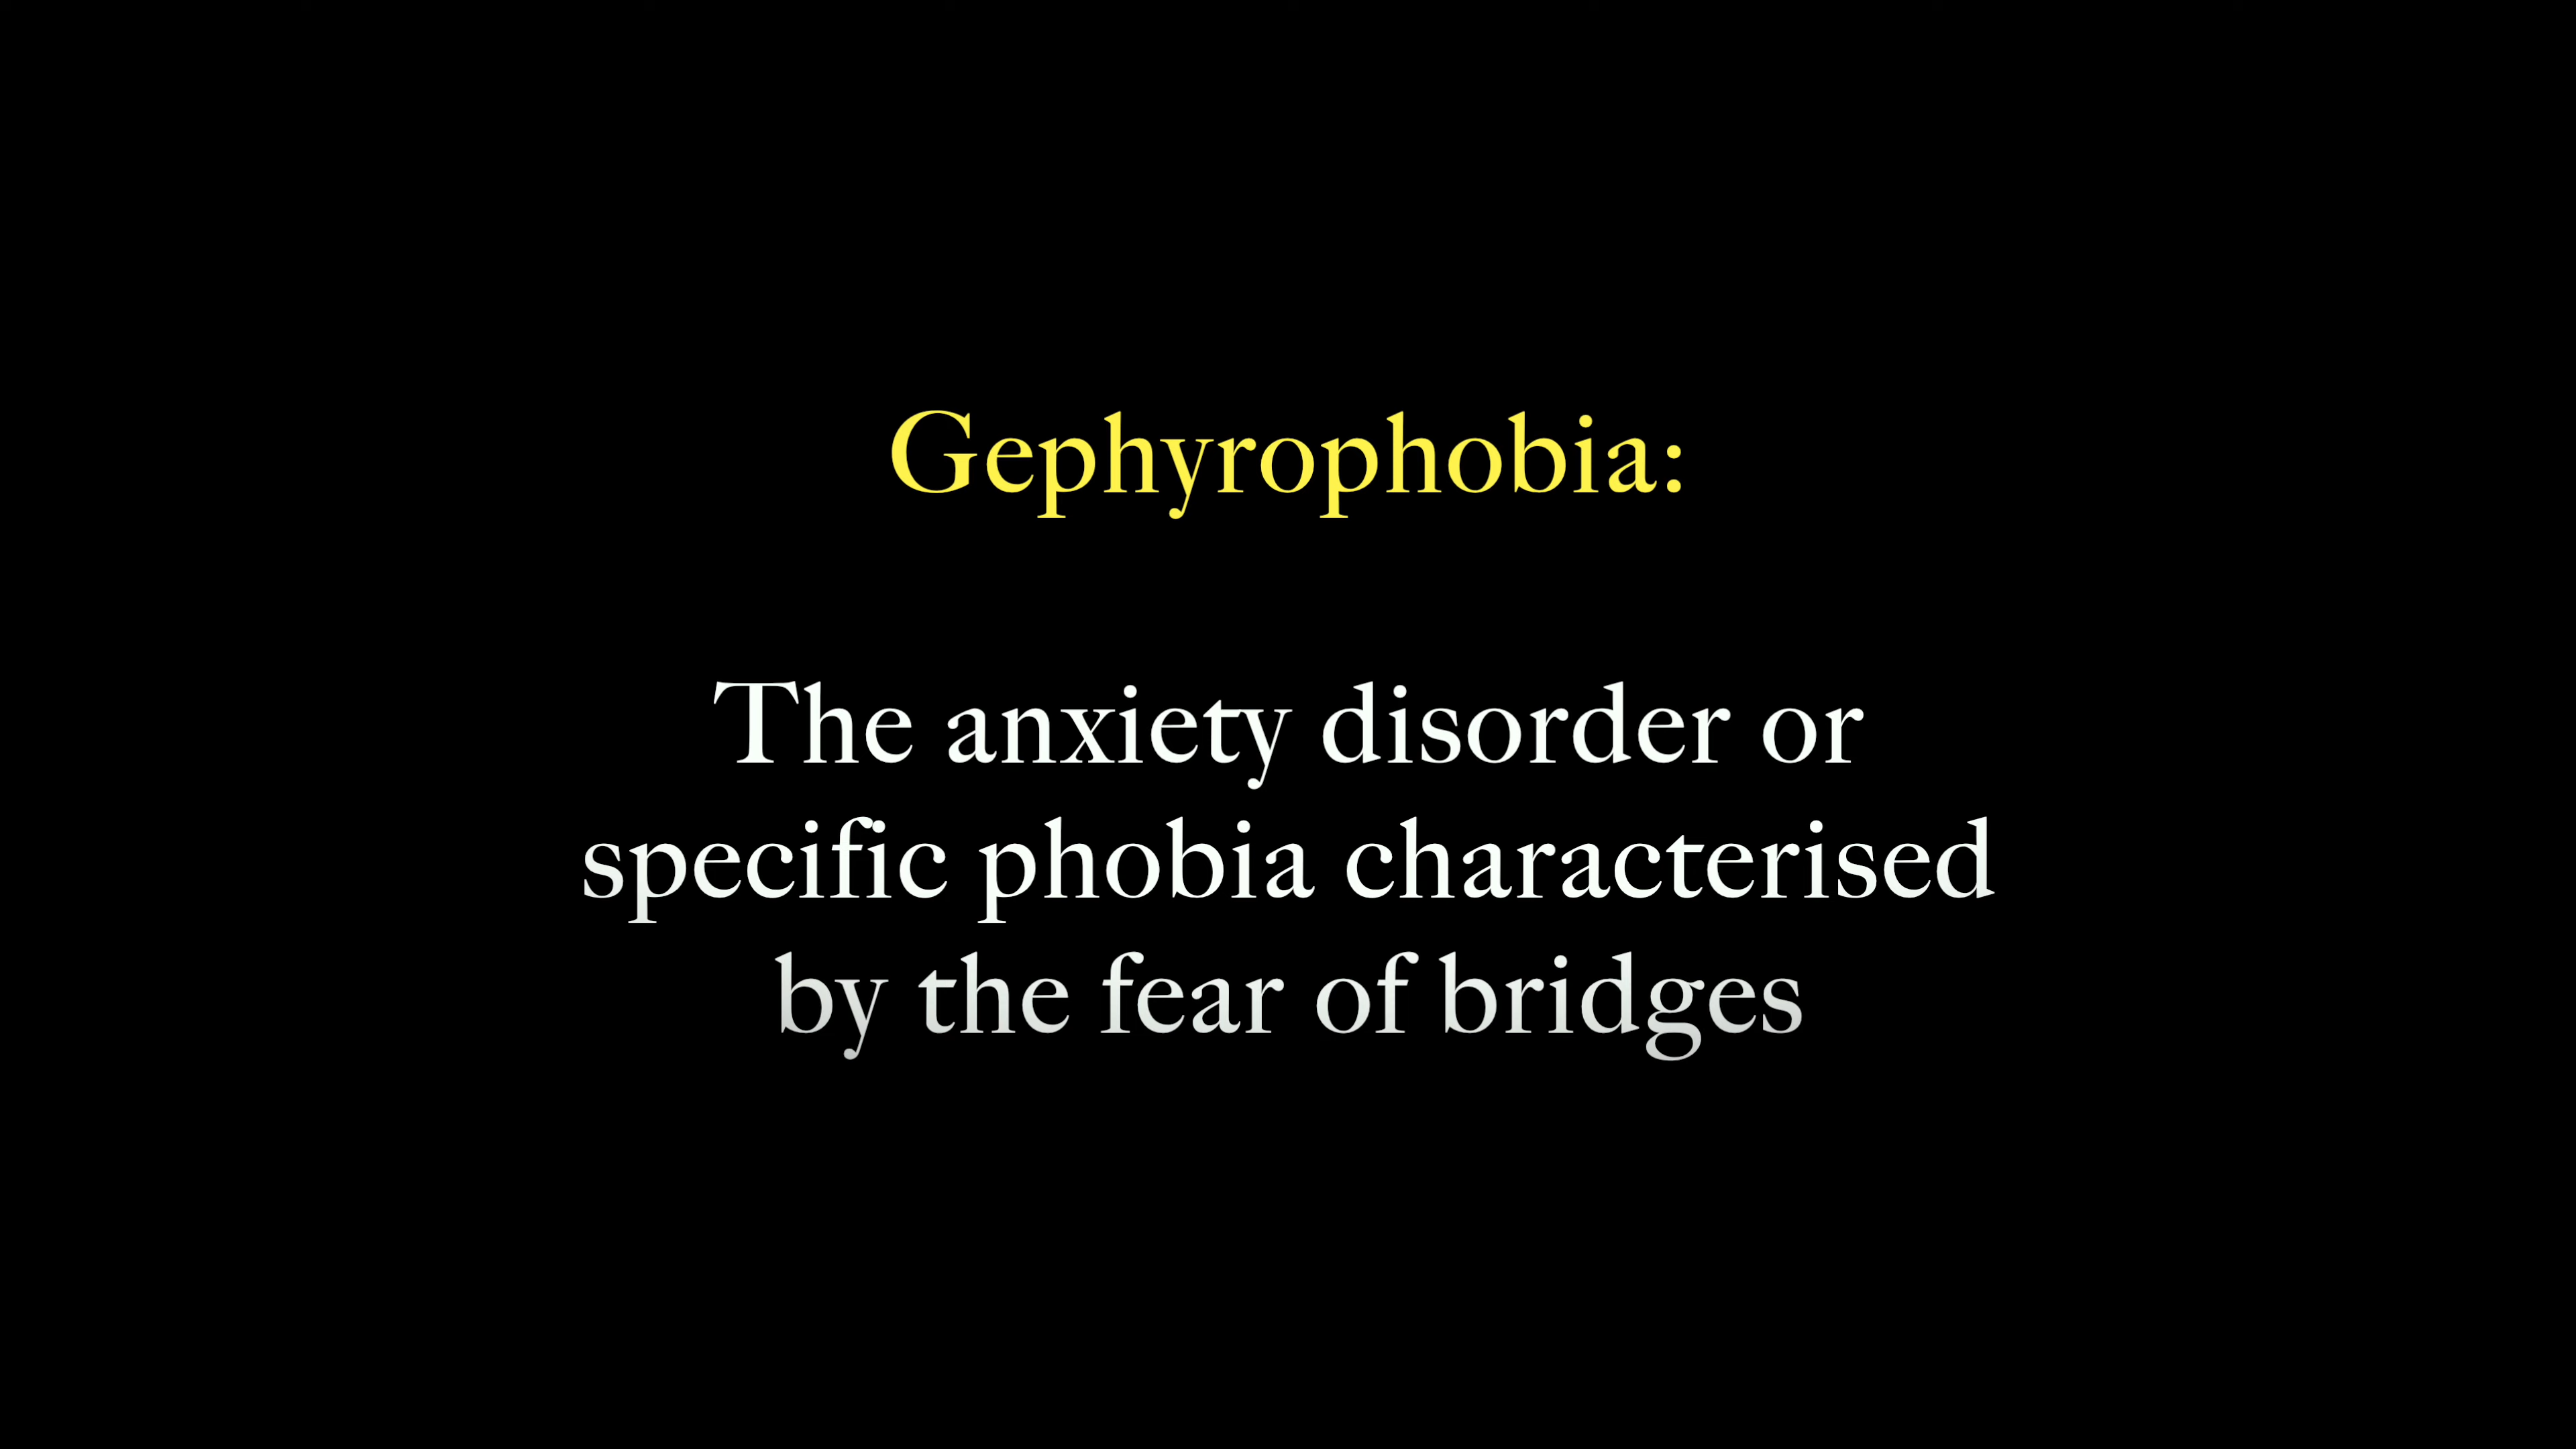 Gephyrophobia:
The anxiety disorder or
specific phobia characterised
by the fear of bridges